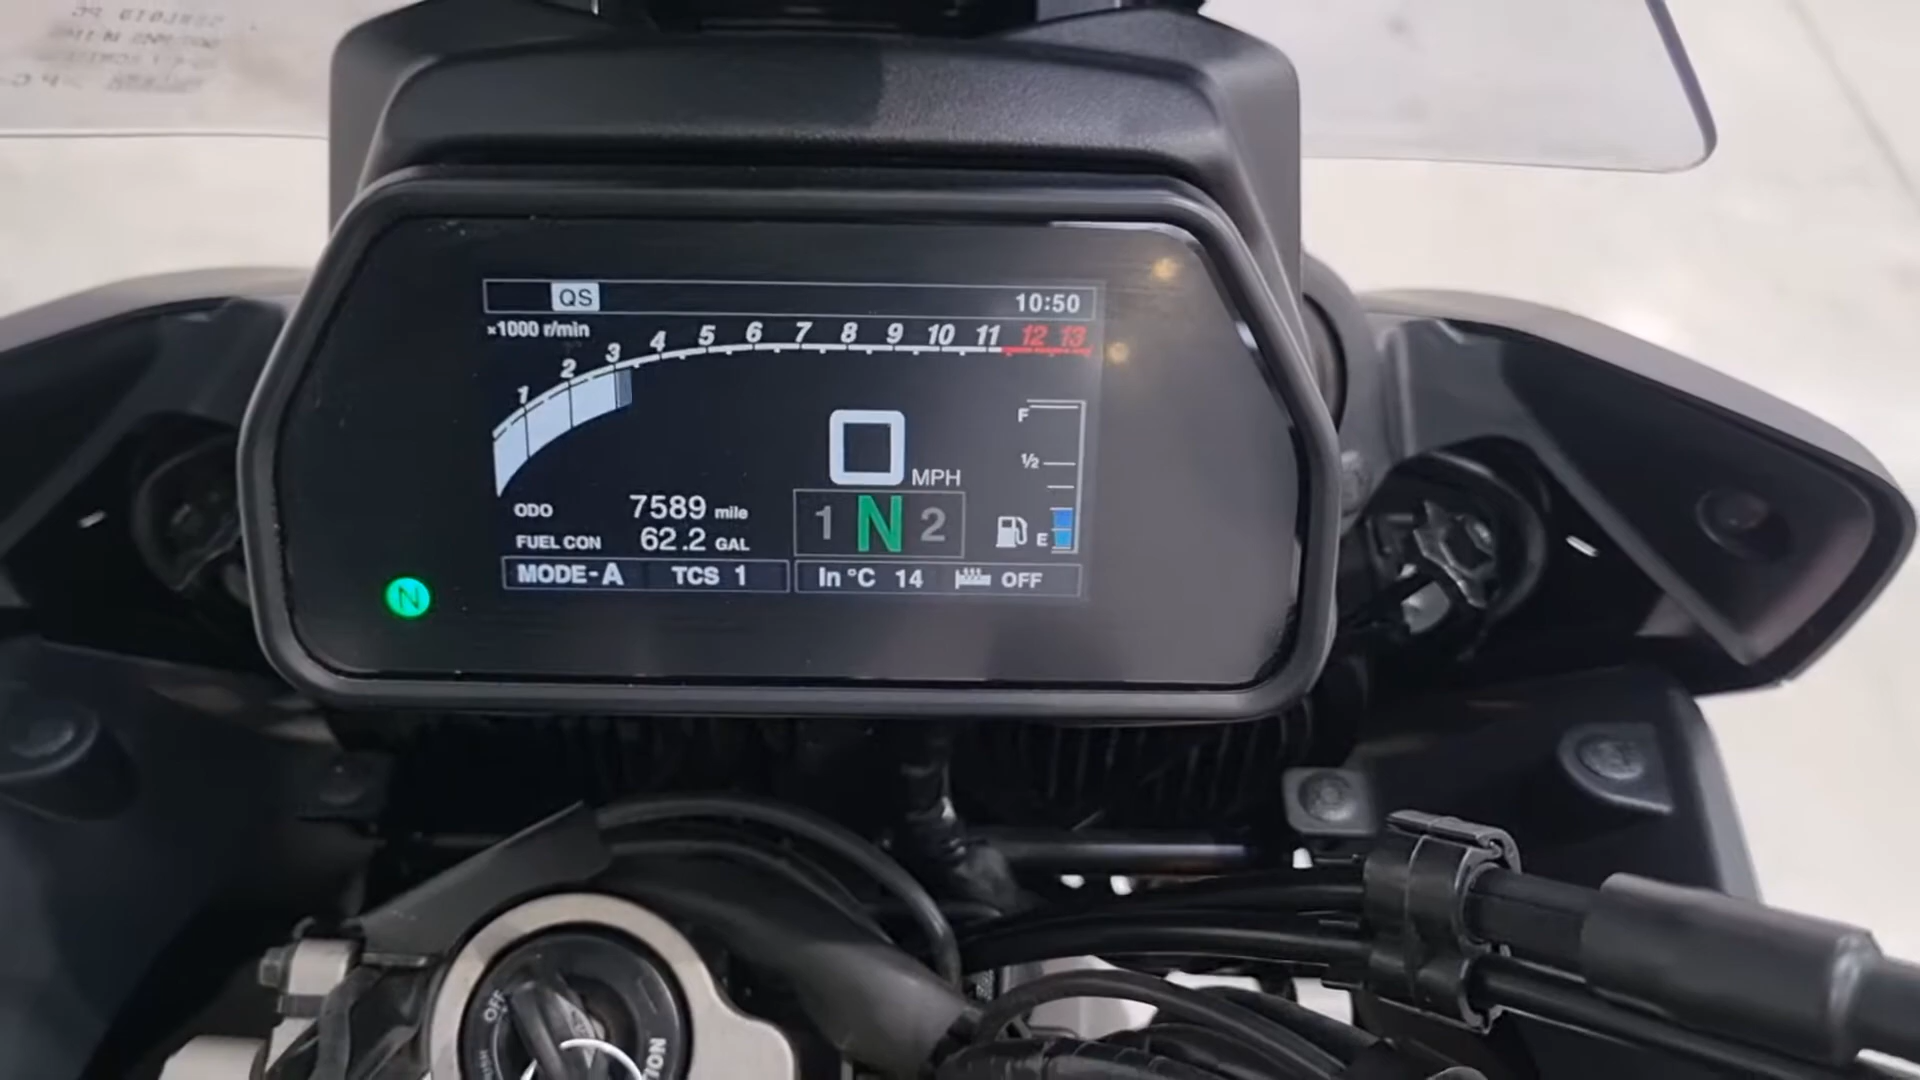 QS 10:50
×1000 r/min
1 2 3 4 5 6 7 8 9 10 11 12 13
0 MPH
F
½
E
ODO 7589 mile
FUEL CON 62.2 GAL
1 N 2
MODE-A TCS 1
In °C 14 OFF
N
OFF
PUSH